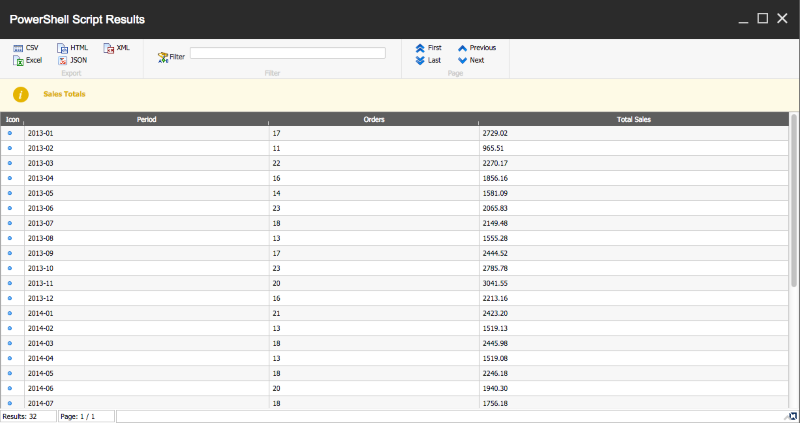 PowerShell Script Results
CSV HTML XML Filter First Previous
Excel JSON Last Next
Export Filter Page
Sales Totals
Icon Period Orders Total Sales
2013-01 17 2729.02
2013-02 11 965.51
2013-03 22 2270.17
2013-04 16 1856.16
2013-05 14 1581.09
2013-06 23 2065.83
2013-07 18 2149.48
2013-08 13 1555.28
2013-09 17 2444.52
2013-10 23 2785.78
2013-11 20 3041.55
2013-12 16 2213.16
2014-01 21 2423.20
2014-02 13 1519.13
2014-03 18 2445.98
2014-04 13 1519.08
2014-05 18 2246.18
2014-06 20 1940.30
2014-07 18 1756.18
Results: 32 Page: 1 / 1